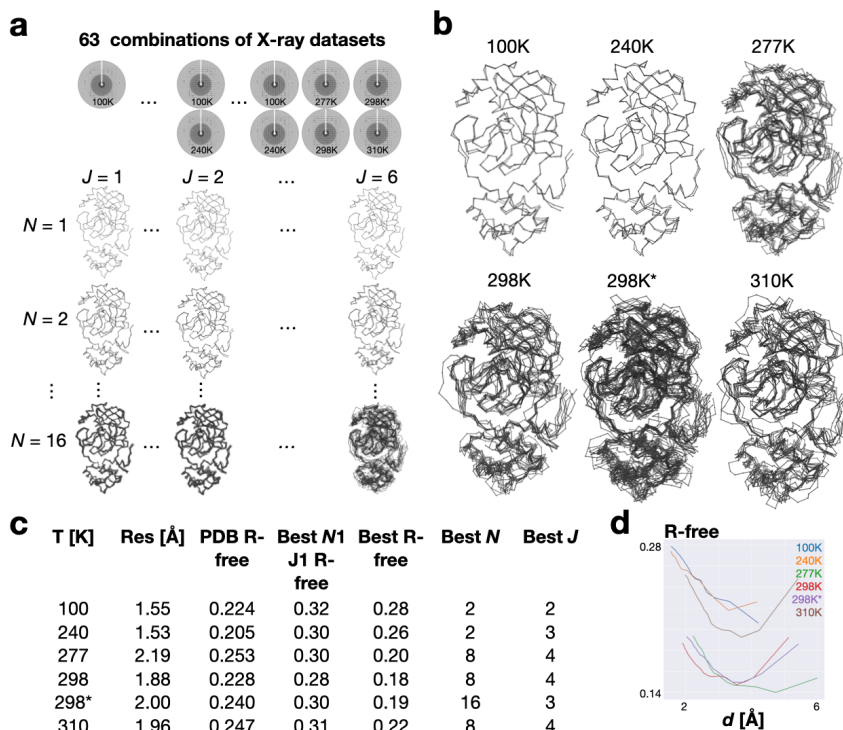 a
63 combinations of X-ray datasets
100K ... 100K ... 100K 277K 298K*
240K 240K 298K 310K
J = 1 J = 2 ... J = 6
N = 1 ... ...
N = 2 ... ...
⋮ ⋮ ⋮ ⋮
N = 16 ... ...
b
100K 240K 277K
298K 298K* 310K
c
T [K] Res [Å] PDB R-free Best N1 J1 R-free Best R-free Best N Best J
100 1.55 0.224 0.32 0.28 2 2
240 1.53 0.205 0.30 0.26 2 3
277 2.19 0.253 0.30 0.20 8 4
298 1.88 0.228 0.28 0.18 8 4
298* 2.00 0.240 0.30 0.19 16 3
310 1.96 0.247 0.31 0.22 8 4
d
R-free
0.28
100K
240K
277K
298K
298K*
310K
0.14
2 6
d [Å]